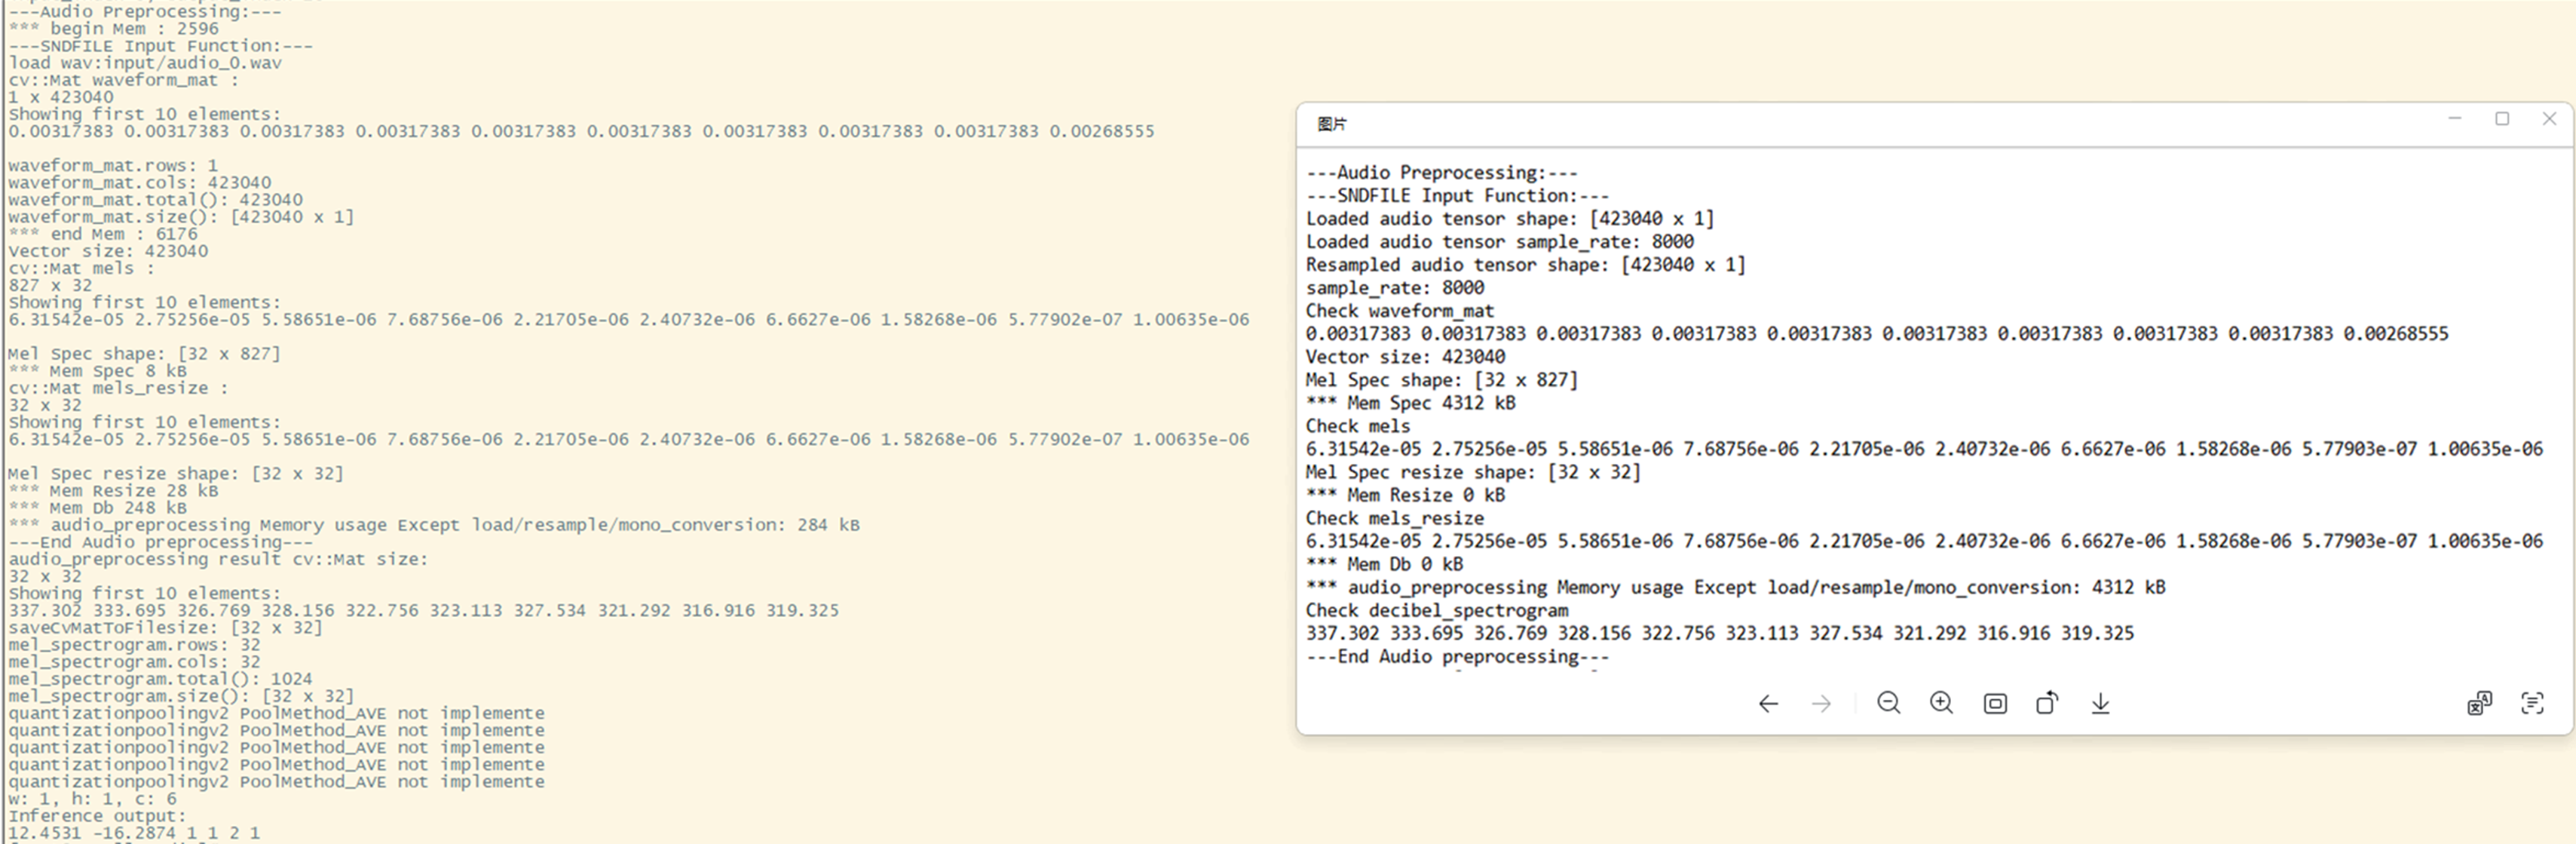 ---Audio Preprocessing:---
*** begin Mem : 2596
---SNDFILE Input Function:---
load wav:input/audio_0.wav
cv::Mat waveform_mat :
1 x 423040
Showing first 10 elements:
0.00317383 0.00317383 0.00317383 0.00317383 0.00317383 0.00317383 0.00317383 0.00317383 0.00317383 0.00268555
waveform_mat.rows: 1
waveform_mat.cols: 423040
waveform_mat.total(): 423040
waveform_mat.size(): [423040 x 1]
*** end Mem : 6176
Vector size: 423040
cv::Mat mels :
827 x 32
Showing first 10 elements:
6.31542e-05 2.75256e-05 5.58651e-06 7.68756e-06 2.21705e-06 2.40732e-06 6.6627e-06 1.58268e-06 5.77902e-07 1.00635e-06
Mel Spec shape: [32 x 827]
*** Mem Spec 8 kB
cv::Mat mels_resize :
32 x 32
Showing first 10 elements:
6.31542e-05 2.75256e-05 5.58651e-06 7.68756e-06 2.21705e-06 2.40732e-06 6.6627e-06 1.58268e-06 5.77902e-07 1.00635e-06
Mel Spec resize shape: [32 x 32]
*** Mem Resize 28 kB
*** Mem Db 248 kB
*** audio_preprocessing Memory usage Except load/resample/mono_conversion: 284 kB
---End Audio preprocessing---
audio_preprocessing result cv::Mat size:
32 x 32
Showing first 10 elements:
337.302 333.695 326.769 328.156 322.756 323.113 327.534 321.292 316.916 319.325
saveCvMatToFilesize: [32 x 32]
mel_spectrogram.rows: 32
mel_spectrogram.cols: 32
mel_spectrogram.total(): 1024
mel_spectrogram.size(): [32 x 32]
quantizationpoolingv2 PoolMethod_AVE not implemente
quantizationpoolingv2 PoolMethod_AVE not implemente
quantizationpoolingv2 PoolMethod_AVE not implemente
quantizationpoolingv2 PoolMethod_AVE not implemente
quantizationpoolingv2 PoolMethod_AVE not implemente
w: 1, h: 1, c: 6
Inference output:
12.4531 -16.2874 1 1 2 1
图片
---Audio Preprocessing:---
---SNDFILE Input Function:---
Loaded audio tensor shape: [423040 x 1]
Loaded audio tensor sample_rate: 8000
Resampled audio tensor shape: [423040 x 1]
sample_rate: 8000
Check waveform_mat
0.00317383 0.00317383 0.00317383 0.00317383 0.00317383 0.00317383 0.00317383 0.00317383 0.00317383 0.00268555
Vector size: 423040
Mel Spec shape: [32 x 827]
*** Mem Spec 4312 kB
Check mels
6.31542e-05 2.75256e-05 5.58651e-06 7.68756e-06 2.21705e-06 2.40732e-06 6.6627e-06 1.58268e-06 5.77903e-07 1.00635e-06
Mel Spec resize shape: [32 x 32]
*** Mem Resize 0 kB
Check mels_resize
6.31542e-05 2.75256e-05 5.58651e-06 7.68756e-06 2.21705e-06 2.40732e-06 6.6627e-06 1.58268e-06 5.77903e-07 1.00635e-06
*** Mem Db 0 kB
*** audio_preprocessing Memory usage Except load/resample/mono_conversion: 4312 kB
Check decibel_spectrogram
337.302 333.695 326.769 328.156 322.756 323.113 327.534 321.292 316.916 319.325
---End Audio preprocessing---